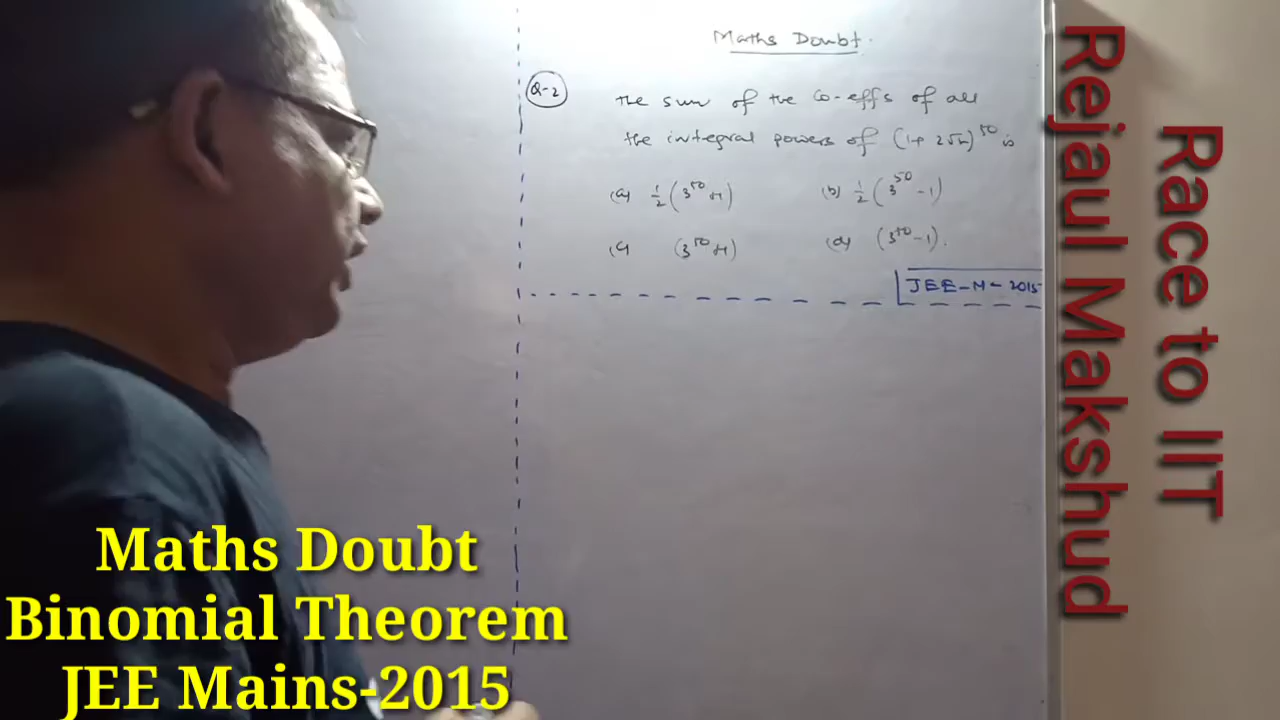 Maths Doubt.
Q-2
The sum of the co-effs of all
the integral powers of (1+ 2√x)^50 is
(a) 1/2 (3^50 +1)
(b) 1/2 (3^50 -1)
(c) (3^50 +1)
(d) (3^50 -1).
JEE-M-2015
Maths Doubt
Binomial Theorem
JEE Mains-2015
Race to IIT
Rejaul Makshud